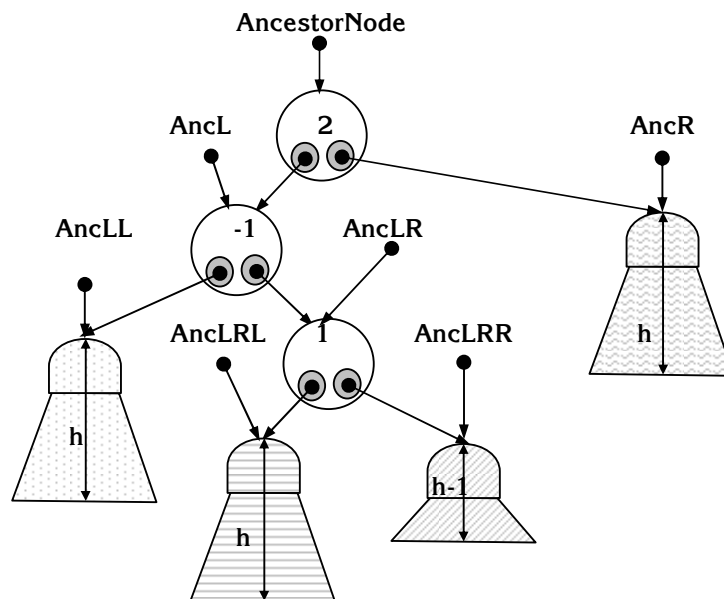 AncestorNode
2
AncL
AncR
-1
AncLL
AncLR
1
AncLRL
AncLRR
h
h
h-1
h